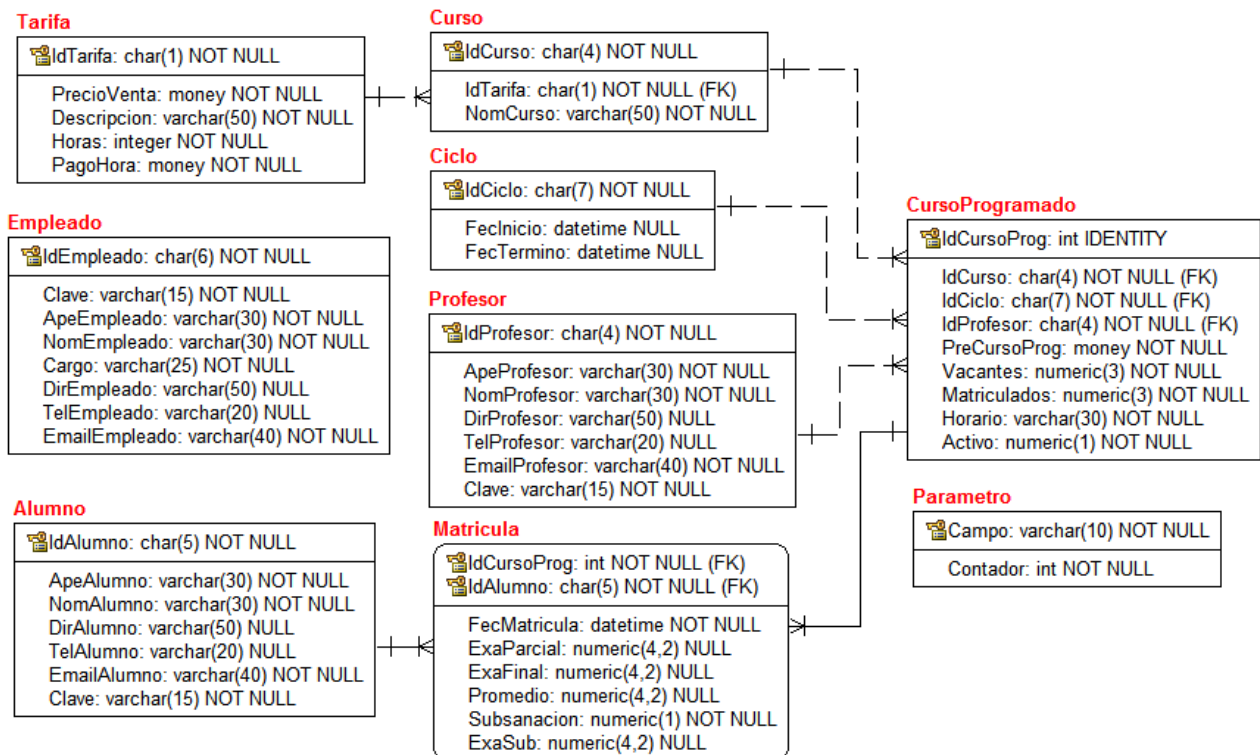 Tarifa
IdTarifa: char(1) NOT NULL
PrecioVenta: money NOT NULL
Descripcion: varchar(50) NOT NULL
Horas: integer NOT NULL
PagoHora: money NOT NULL
Curso
IdCurso: char(4) NOT NULL
IdTarifa: char(1) NOT NULL (FK)
NomCurso: varchar(50) NOT NULL
Ciclo
IdCiclo: char(7) NOT NULL
FecInicio: datetime NULL
FecTermino: datetime NULL
CursoProgramado
IdCursoProg: int IDENTITY
IdCurso: char(4) NOT NULL (FK)
IdCiclo: char(7) NOT NULL (FK)
IdProfesor: char(4) NOT NULL (FK)
PreCursoProg: money NOT NULL
Vacantes: numeric(3) NOT NULL
Matriculados: numeric(3) NOT NULL
Horario: varchar(30) NOT NULL
Activo: numeric(1) NOT NULL
Empleado
IdEmpleado: char(6) NOT NULL
Clave: varchar(15) NOT NULL
ApeEmpleado: varchar(30) NOT NULL
NomEmpleado: varchar(30) NOT NULL
Cargo: varchar(25) NOT NULL
DirEmpleado: varchar(50) NOT NULL
TelEmpleado: varchar(20) NULL
EmailEmpleado: varchar(40) NOT NULL
Profesor
IdProfesor: char(4) NOT NULL
ApeProfesor: varchar(30) NOT NULL
NomProfesor: varchar(30) NOT NULL
DirProfesor: varchar(50) NULL
TelProfesor: varchar(20) NULL
EmailProfesor: varchar(40) NOT NULL
Clave: varchar(15) NOT NULL
Alumno
IdAlumno: char(5) NOT NULL
ApeAlumno: varchar(30) NOT NULL
NomAlumno: varchar(30) NOT NULL
DirAlumno: varchar(50) NULL
TelAlumno: varchar(20) NULL
EmailAlumno: varchar(40) NOT NULL
Clave: varchar(15) NOT NULL
Matricula
IdCursoProg: int NOT NULL (FK)
IdAlumno: char(5) NOT NULL (FK)
FecMatricula: datetime NOT NULL
ExaParcial: numeric(4,2) NULL
ExaFinal: numeric(4,2) NULL
Promedio: numeric(4,2) NULL
Subsanacion: numeric(1) NOT NULL
ExaSub: numeric(4,2) NULL
Parametro
Campo: varchar(10) NOT NULL
Contador: int NOT NULL